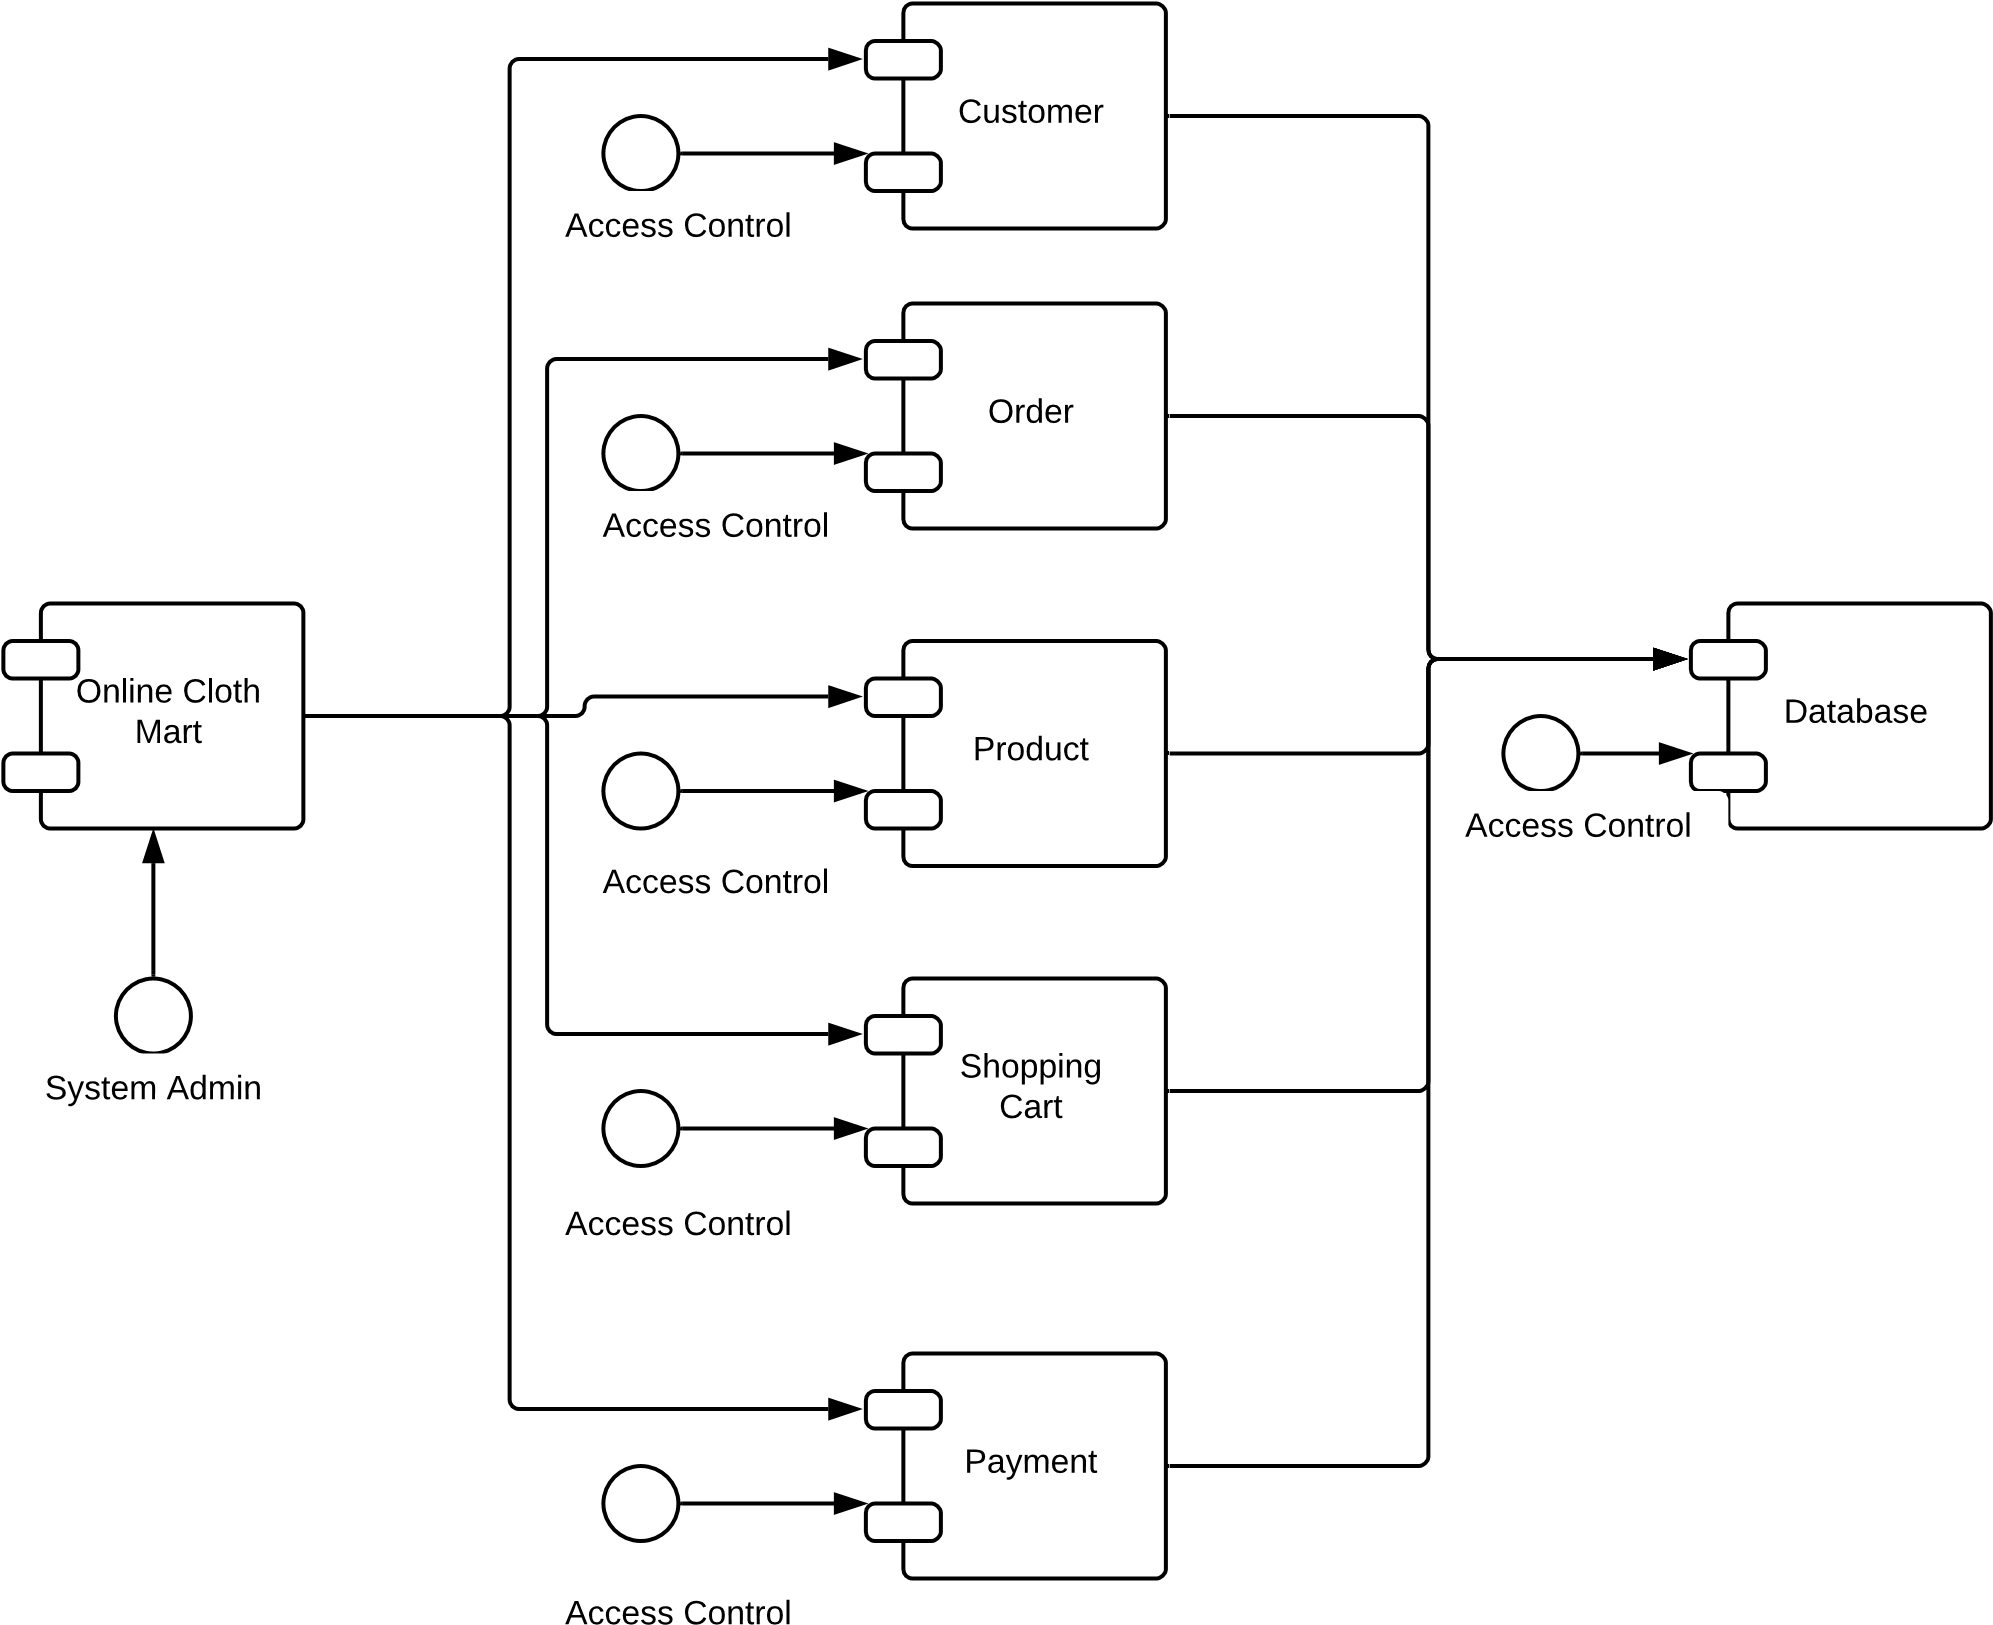 Customer
Access Control
Order
Access Control
Online Cloth
Mart
System Admin
Product
Access Control
Shopping
Cart
Access Control
Payment
Access Control
Database
Access Control